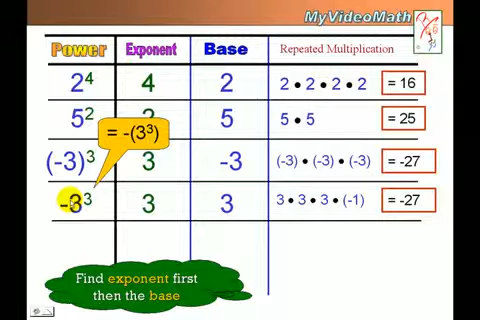 MyVideoMath
Power Exponent Base Repeated Multiplication
2⁴ 4 2 2 • 2 • 2 • 2 = 16
5² 2 5 5 • 5 = 25
= -(3³)
(-3)³ 3 -3 (-3) • (-3) • (-3) = -27
-3³ 3 3 3 • 3 • 3 • (-1) = -27
Find exponent first
then the base